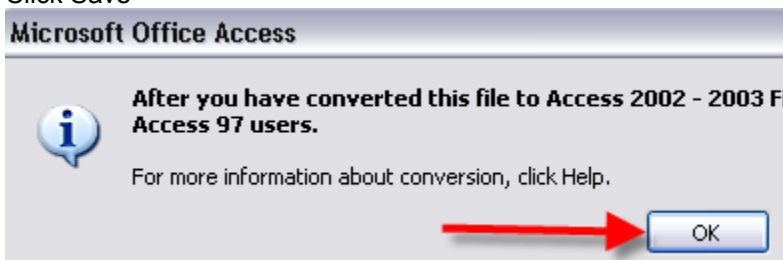 Click Save
Microsoft Office Access
After you have converted this file to Access 2002 - 2003 F
Access 97 users.
For more information about conversion, click Help.
OK